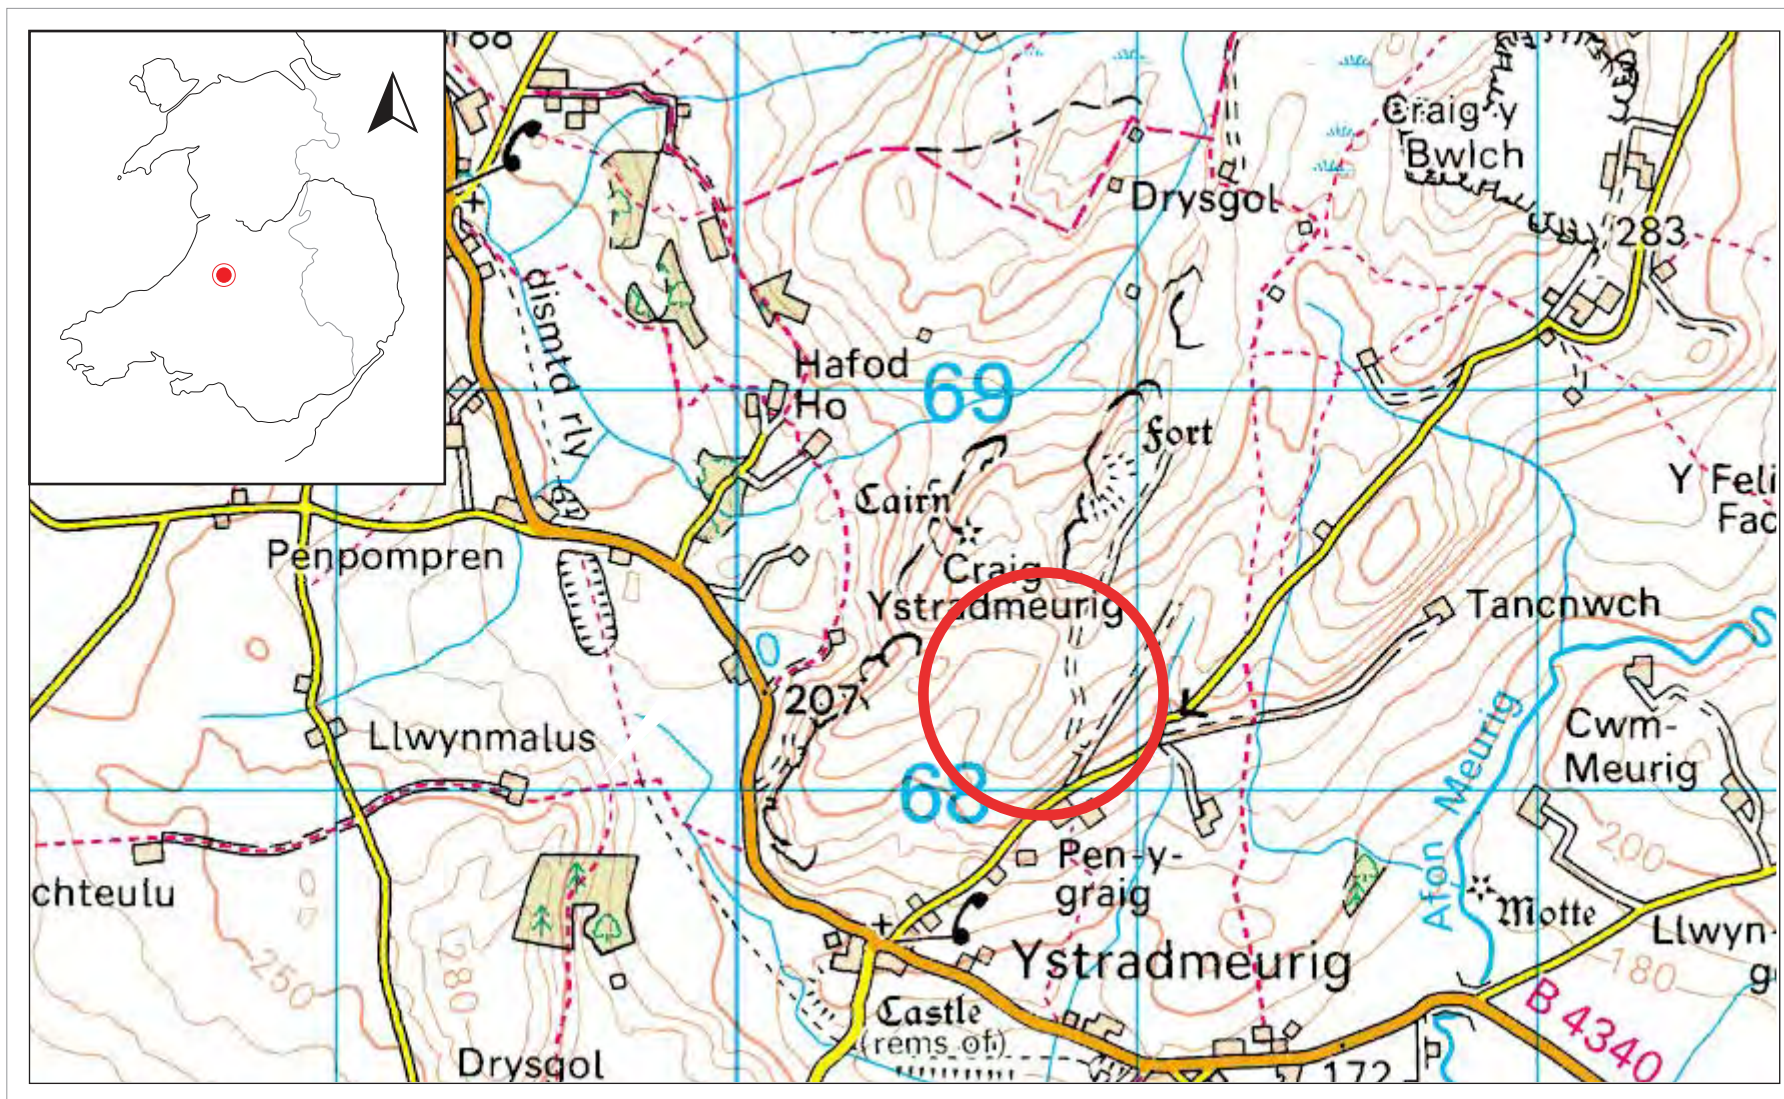 Craig y
Bwlch
Drysgol
283
dismtd rly
Hafod
Ho
69
Fort
Cairn
Y Feli
Fac
Penpompren
Craig
Ystradmeurig
Tancnwch
207
Llwynmalus
Cwm-
Meurig
68
Afon Meurig
200
Pen-y-
graig
chteulu
Motte
Llwyn-
g
Ystradmeurig
180
250
280
B 4340
Castle
(rems of)
Drysgol
172